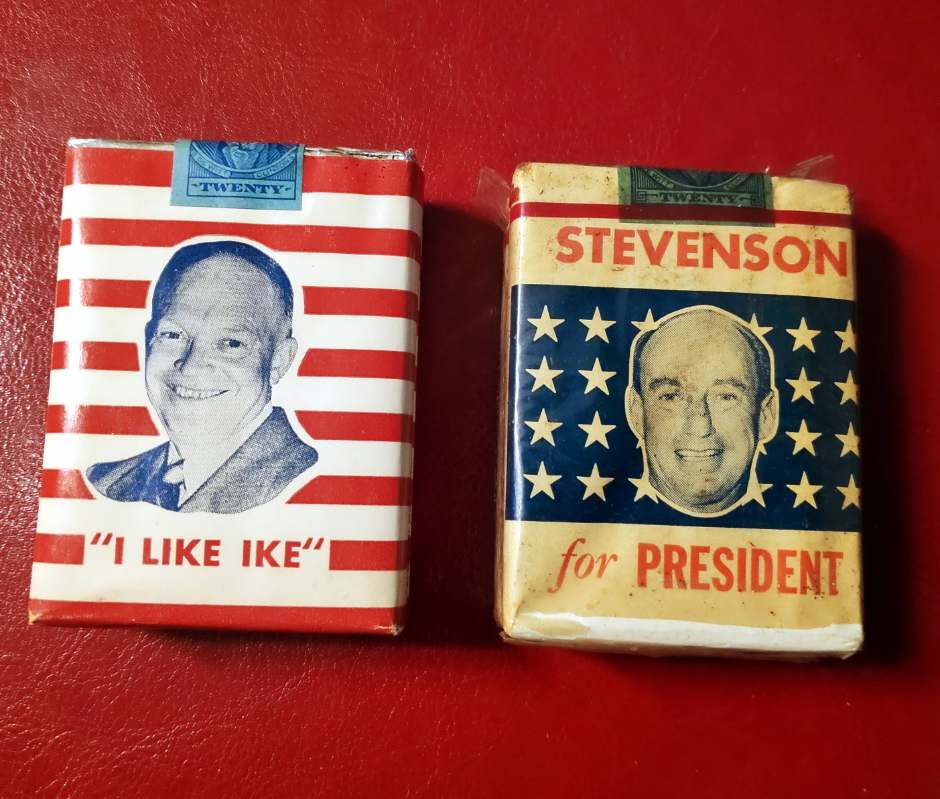 TWENTY
"I LIKE IKE"
TWENTY
STEVENSON
for PRESIDENT